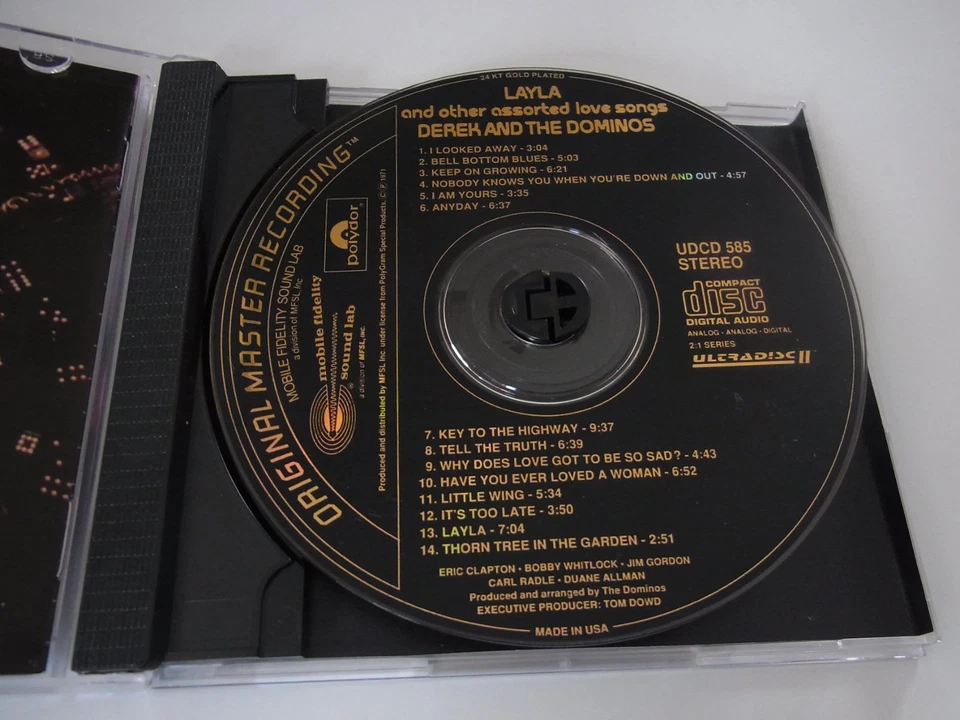 24 KT GOLD PLATED
LAYLA
and other assorted love songs
DEREK AND THE DOMINOS
1. I LOOKED AWAY - 3:04
2. BELL BOTTOM BLUES - 5:03
3. KEEP ON GROWING - 6:21
4. NOBODY KNOWS YOU WHEN YOU'RE DOWN AND OUT - 4:57
5. I AM YOURS - 3:35
6. ANYDAY - 6:37
ORIGINAL MASTER RECORDING™
MOBILE FIDELITY SOUND LAB
a division of MFSL, Inc.
mobile fidelity
sound lab
a division of MFSL, inc.
polydor
Produced and distributed by MFSL Inc. under license from PolyGram Special Products. Ⓒ Ⓟ 1971
UDCD 585
STEREO
COMPACT
disc
DIGITAL AUDIO
ANALOG - ANALOG - DIGITAL
2:1 SERIES
ULTRADISC II™
7. KEY TO THE HIGHWAY - 9:37
8. TELL THE TRUTH - 6:39
9. WHY DOES LOVE GOT TO BE SO SAD? - 4:43
10. HAVE YOU EVER LOVED A WOMAN - 6:52
11. LITTLE WING - 5:34
12. IT'S TOO LATE - 3:50
13. LAYLA - 7:04
14. THORN TREE IN THE GARDEN - 2:51
ERIC CLAPTON • BOBBY WHITLOCK • JIM GORDON
CARL RADLE • DUANE ALLMAN
Produced and arranged by The Dominos
EXECUTIVE PRODUCER: TOM DOWD
MADE IN USA